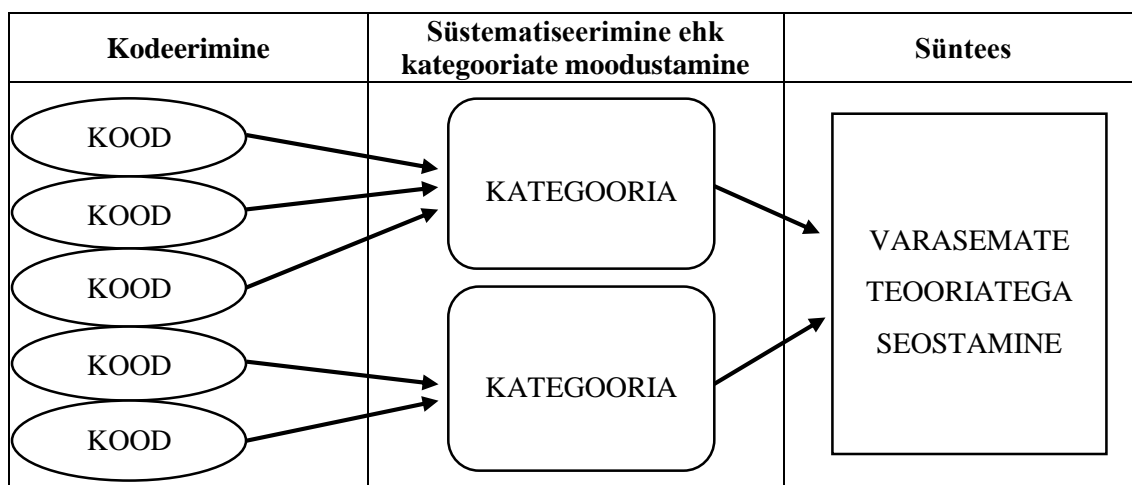 Kodeerimine
Süstematiseerimine ehk
kategooriate moodustamine
Süntees
KOOD
KOOD
KOOD
KOOD
KOOD
KATEGOORIA
KATEGOORIA
VARASEMATE
TEOORIATEGA
SEOSTAMINE